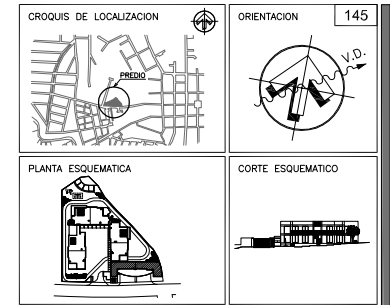 CROQUIS DE LOCALIZACION
PREDIO
ORIENTACION
145
V.D.
PLANTA ESQUEMATICA
CORTE ESQUEMATICO